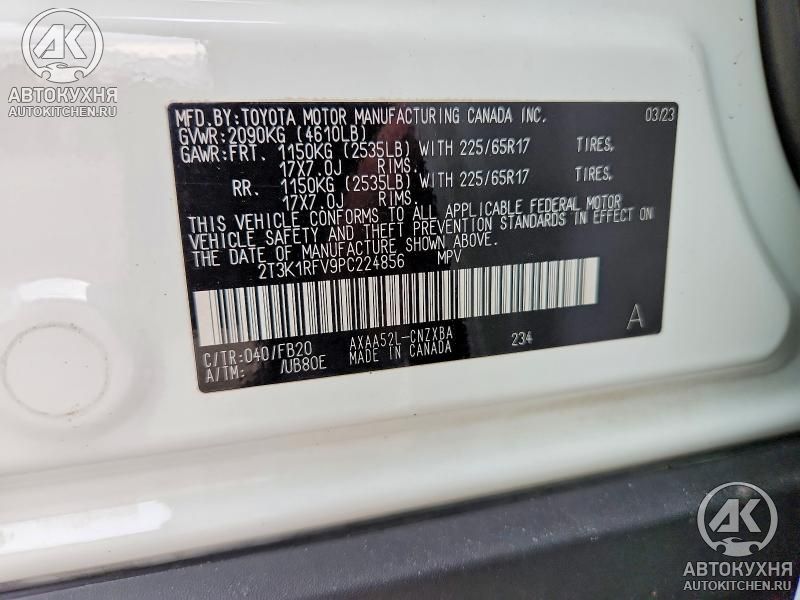 АК
АВТОКУХНЯ
AUTOKITCHEN.RU
MFD.BY:TOYOTA MOTOR MANUFACTURING CANADA INC. 03/23
GVWR:2090KG (4610LB)
GAWR:FRT. 1150KG (2535LB) WITH 225/65R17 TIRES,
17X7.0J RIMS.
RR. 1150KG (2535LB) WITH 225/65R17 TIRES,
17X7.0J RIMS.
THIS VEHICLE CONFORMS TO ALL APPLICABLE FEDERAL MOTOR
VEHICLE SAFETY AND THEFT PREVENTION STANDARDS IN EFFECT ON
THE DATE OF MANUFACTURE SHOWN ABOVE.
2T3K1RFV9PC224856 MPV
C/TR:040/FB20 AXAA52L-CNZXBA 234 A
A/TM: /UB80E MADE IN CANADA
АК
АВТОКУХНЯ
AUTOKITCHEN.RU